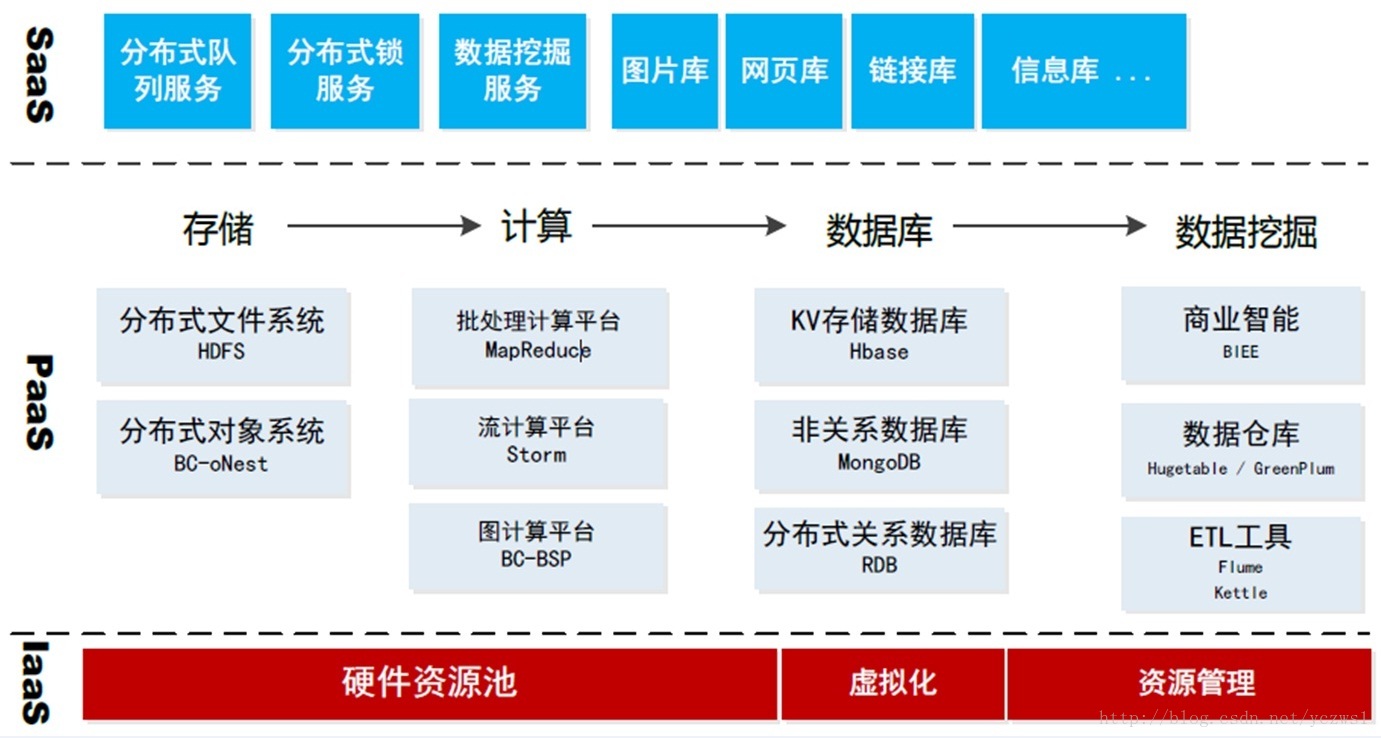 SaaS
分布式队
列服务
分布式锁
服务
数据挖掘
服务
图片库
网页库
链接库
信息库 ...
PaaS
存储
计算
数据库
数据挖掘
分布式文件系统
HDFS
分布式对象系统
BC-oNest
批处理计算平台
MapReduce
流计算平台
Storm
图计算平台
BC-BSP
KV存储数据库
Hbase
非关系数据库
MongoDB
分布式关系数据库
RDB
商业智能
BIEE
数据仓库
Hugetable / GreenPlum
ETL工具
Flume
Kettle
IaaS
硬件资源池
虚拟化
资源管理
http://blog.csdn.net/yczws1